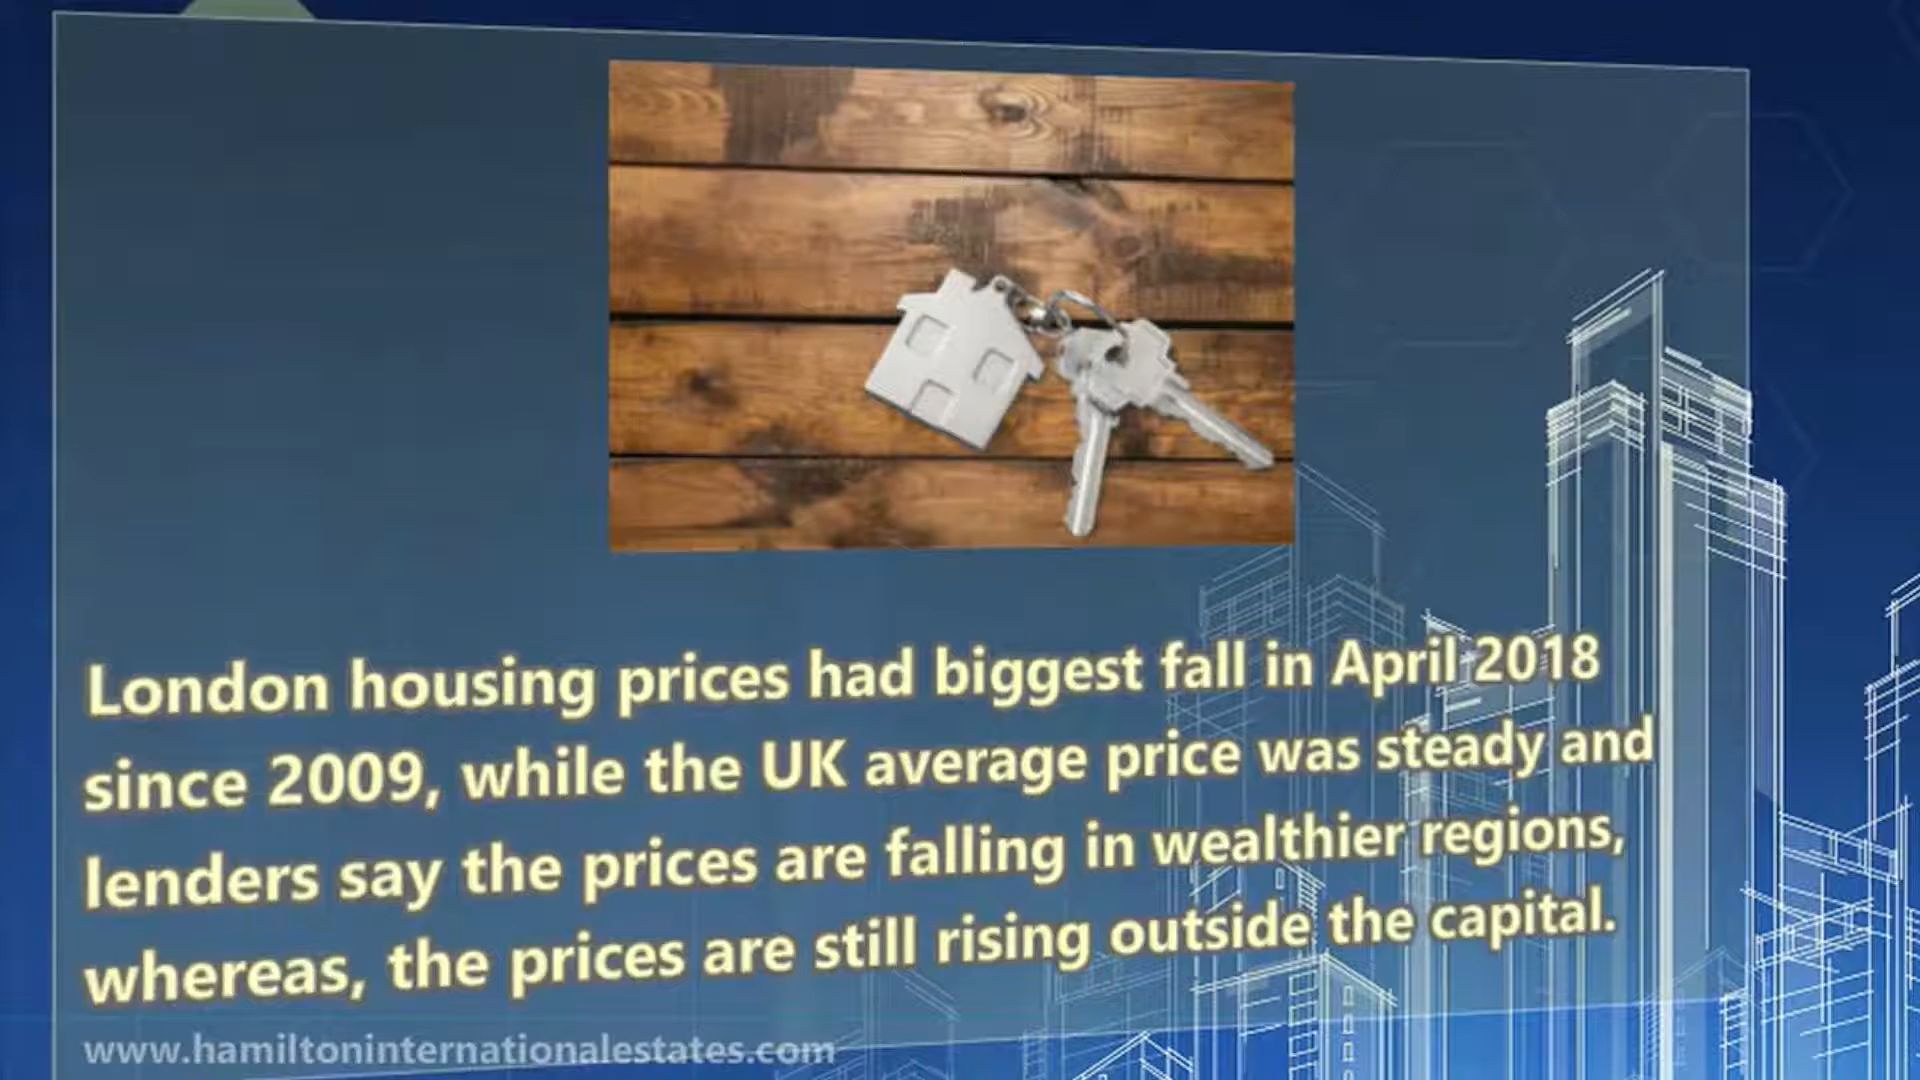 London housing prices had biggest fall in April 2018
since 2009, while the UK average price was steady and
lenders say the prices are falling in wealthier regions,
whereas, the prices are still rising outside the capital.
www.hamiltoninternationalestates.com